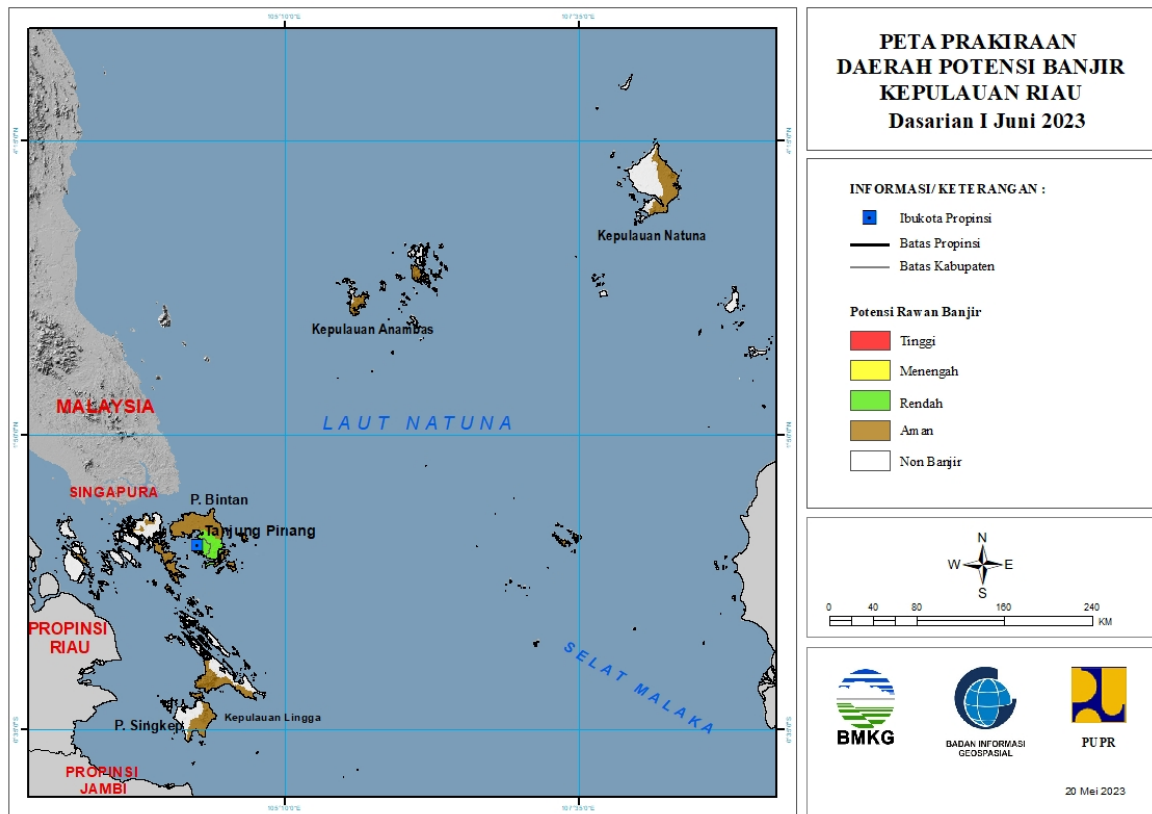 PETA PRAKIRAAN
DAERAH POTENSI BANJIR
KEPULAUAN RIAU
Dasarian I Juni 2023
INFORMASI/ KETERANGAN :
Ibukota Propinsi
Batas Propinsi
Batas Kabupaten
Potensi Rawan Banjir
Tinggi
Menengah
Rendah
Aman
Non Banjir
N
W E
S
0 40 80 160 240
KM
BMKG
BADAN INFORMASI
GEOSPASIAL
PUPR
20 Mei 2023
Kepulauan Natuna
Kepulauan Anambas
MALAYSIA
LAUT NATUNA
SINGAPURA
P. Bintan
Tanjung Pinang
PROPINSI
RIAU
SELAT MALAKA
P. Singkep
Kepulauan Lingga
PROPINSI
JAMBI